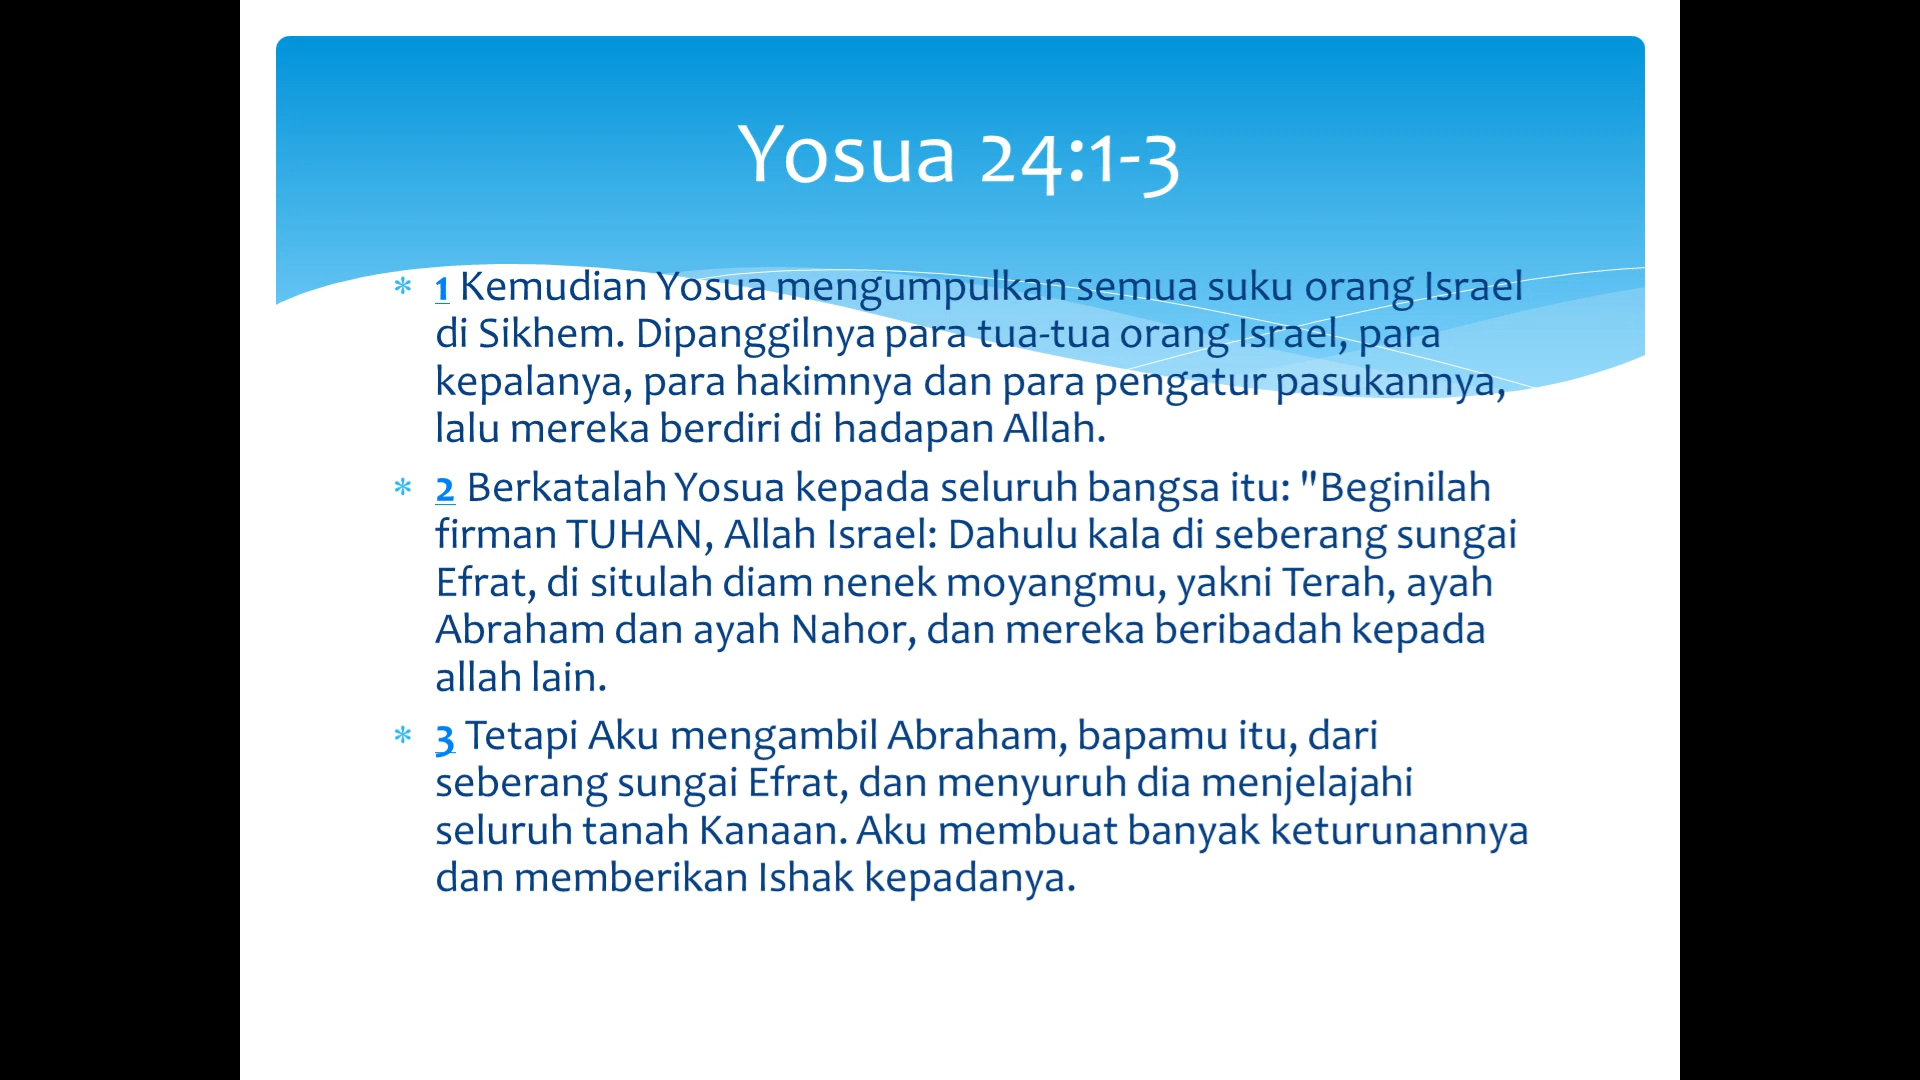 Yosua 24:1-3
* 1 Kemudian Yosua mengumpulkan semua suku orang Israel
di Sikhem. Dipanggilnya para tua-tua orang Israel, para
kepalanya, para hakimnya dan para pengatur pasukannya,
lalu mereka berdiri di hadapan Allah.
* 2 Berkatalah Yosua kepada seluruh bangsa itu: "Beginilah
firman TUHAN, Allah Israel: Dahulu kala di seberang sungai
Efrat, di situlah diam nenek moyangmu, yakni Terah, ayah
Abraham dan ayah Nahor, dan mereka beribadah kepada
allah lain.
* 3 Tetapi Aku mengambil Abraham, bapamu itu, dari
seberang sungai Efrat, dan menyuruh dia menjelajahi
seluruh tanah Kanaan. Aku membuat banyak keturunannya
dan memberikan Ishak kepadanya.